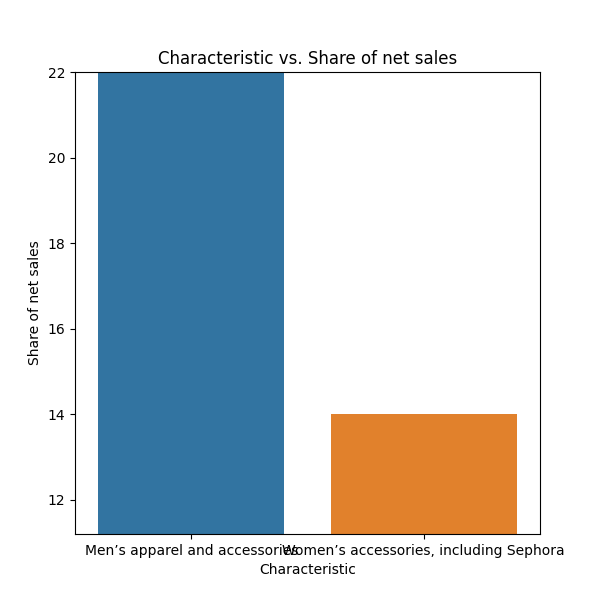 Characteristic vs. Share of net sales
22
20
18
16
14
12
Share of net sales
Men’s apparel and accessories
Women’s accessories, including Sephora
Characteristic